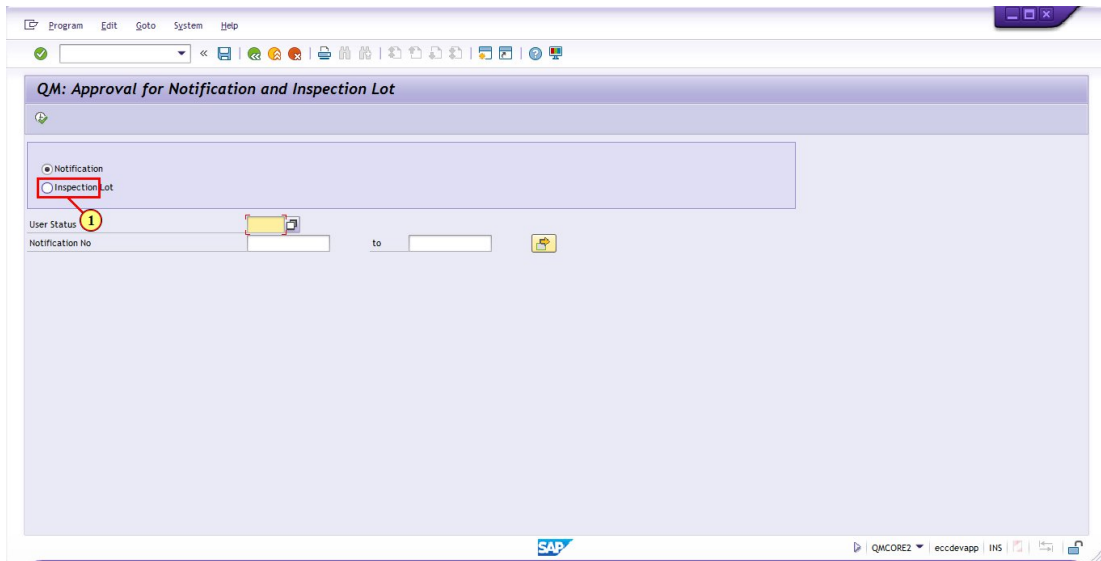 Program Edit Goto System Help
QM: Approval for Notification and Inspection Lot
Notification
Inspection Lot
User Status
1
Notification No to
SAP
QMCORE2 eccdevapp INS